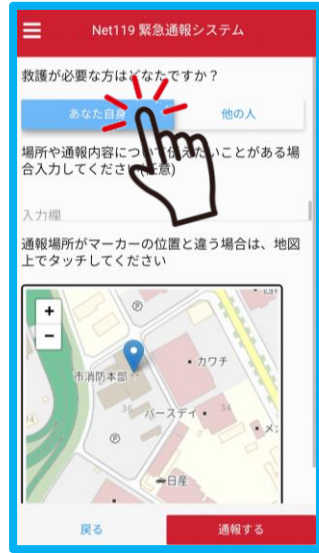 Net119 緊急通報システム
救護が必要な方はどなたですか？
あなた自身
他の人
場所や通報内容について伝えたいことがある場
合入力してください(任意)
入力欄
通報場所がマーカーの位置と違う場合は、地図
上でタッチしてください
+
−
Ⓟ
カワチ
市消防本部
36
バースデイ
34
Ⓟ
日産
戻る
通報する